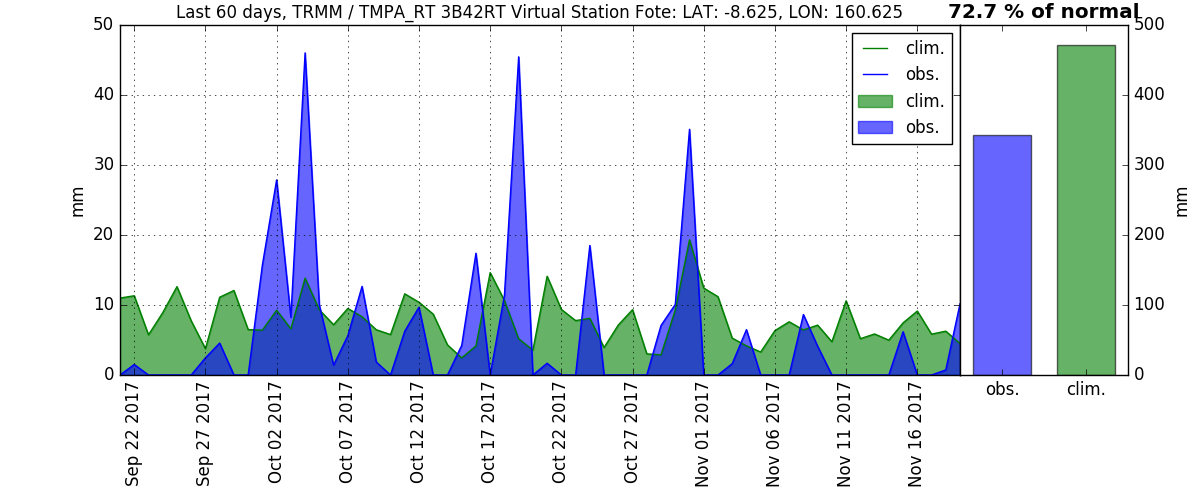 Last 60 days, TRMM / TMPA_RT 3B42RT Virtual Station Fote: LAT: -8.625, LON: 160.625
72.7 % of normal
50
40
30
20
10
0
mm
clim.
obs.
clim.
obs.
500
400
300
200
100
0
mm
Sep 22 2017
Sep 27 2017
Oct 02 2017
Oct 07 2017
Oct 12 2017
Oct 17 2017
Oct 22 2017
Oct 27 2017
Nov 01 2017
Nov 06 2017
Nov 11 2017
Nov 16 2017
obs.
clim.